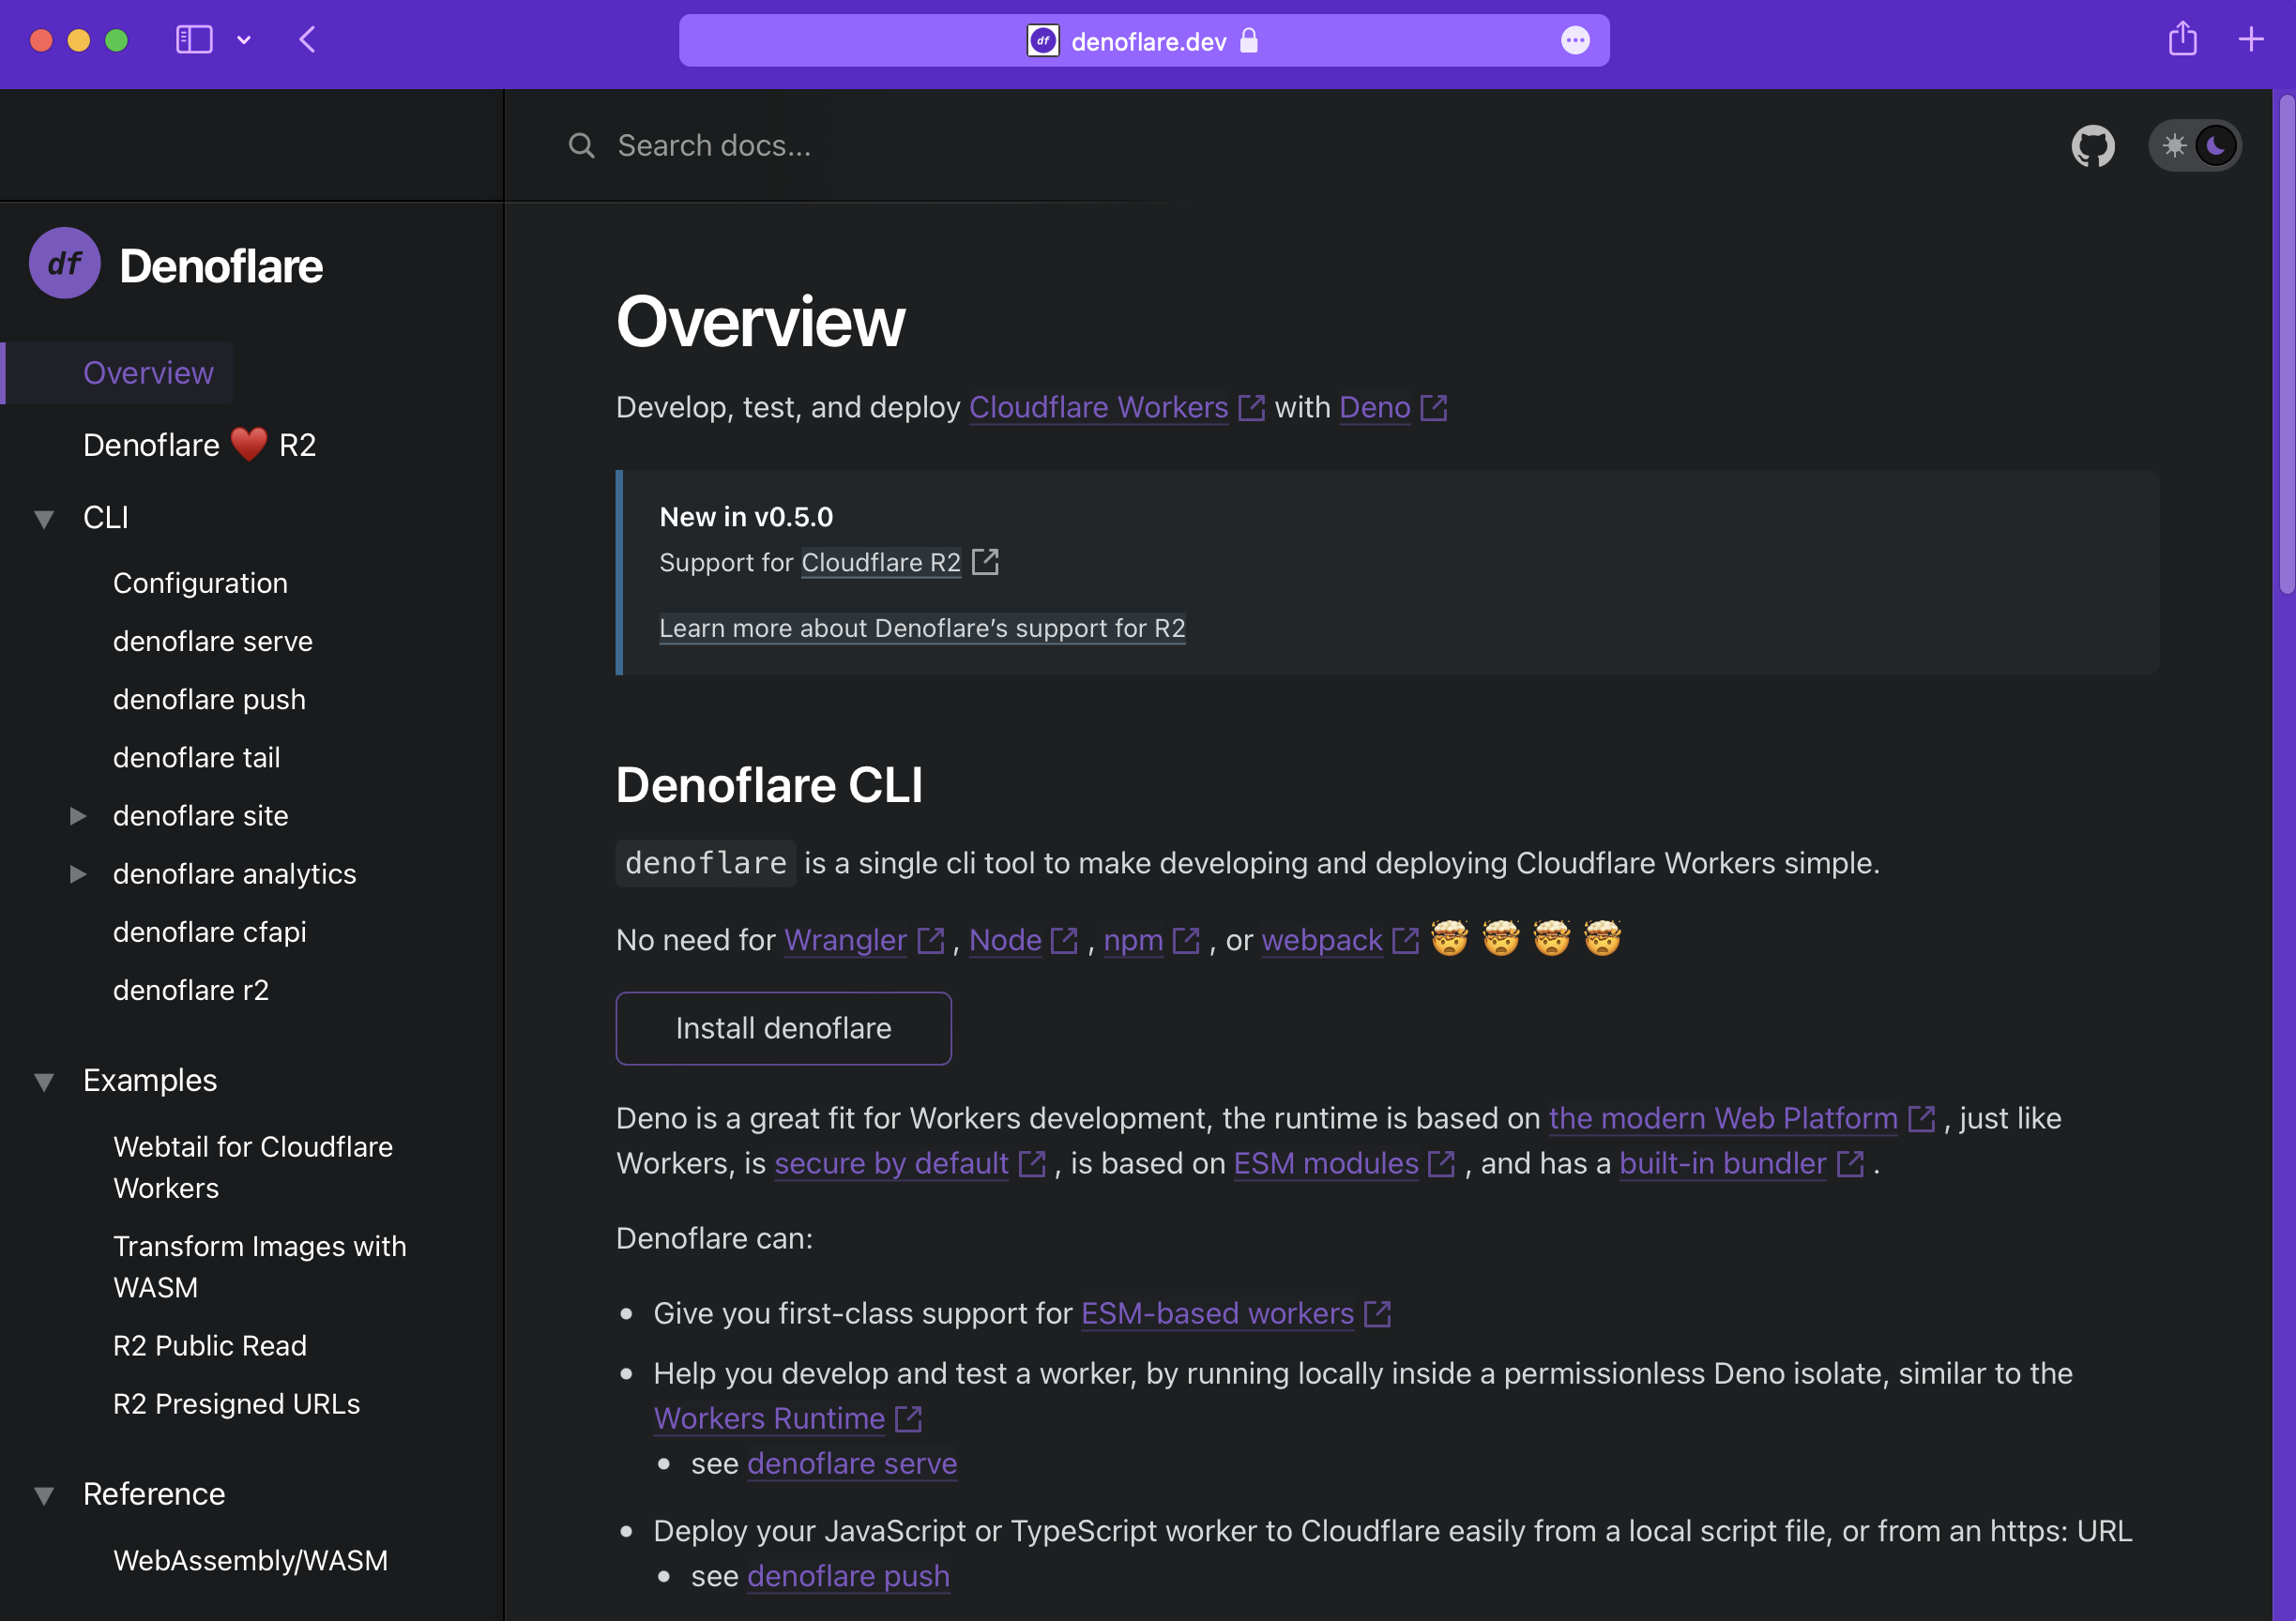 df denoflare.dev
Search docs...
df Denoflare
Overview
Denoflare ♥️ R2
CLI
Configuration
denoflare serve
denoflare push
denoflare tail
denoflare site
denoflare analytics
denoflare cfapi
denoflare r2
Examples
Webtail for Cloudflare
Workers
Transform Images with
WASM
R2 Public Read
R2 Presigned URLs
Reference
WebAssembly/WASM
Overview
Develop, test, and deploy Cloudflare Workers with Deno
New in v0.5.0
Support for Cloudflare R2
Learn more about Denoflare’s support for R2
Denoflare CLI
denoflare is a single cli tool to make developing and deploying Cloudflare Workers simple.
No need for Wrangler , Node , npm , or webpack 🤯 🤯 🤯 🤯
Install denoflare
Deno is a great fit for Workers development, the runtime is based on the modern Web Platform , just like
Workers, is secure by default , is based on ESM modules , and has a built-in bundler .
Denoflare can:
• Give you first-class support for ESM-based workers
• Help you develop and test a worker, by running locally inside a permissionless Deno isolate, similar to the
Workers Runtime
• see denoflare serve
• Deploy your JavaScript or TypeScript worker to Cloudflare easily from a local script file, or from an https: URL
• see denoflare push